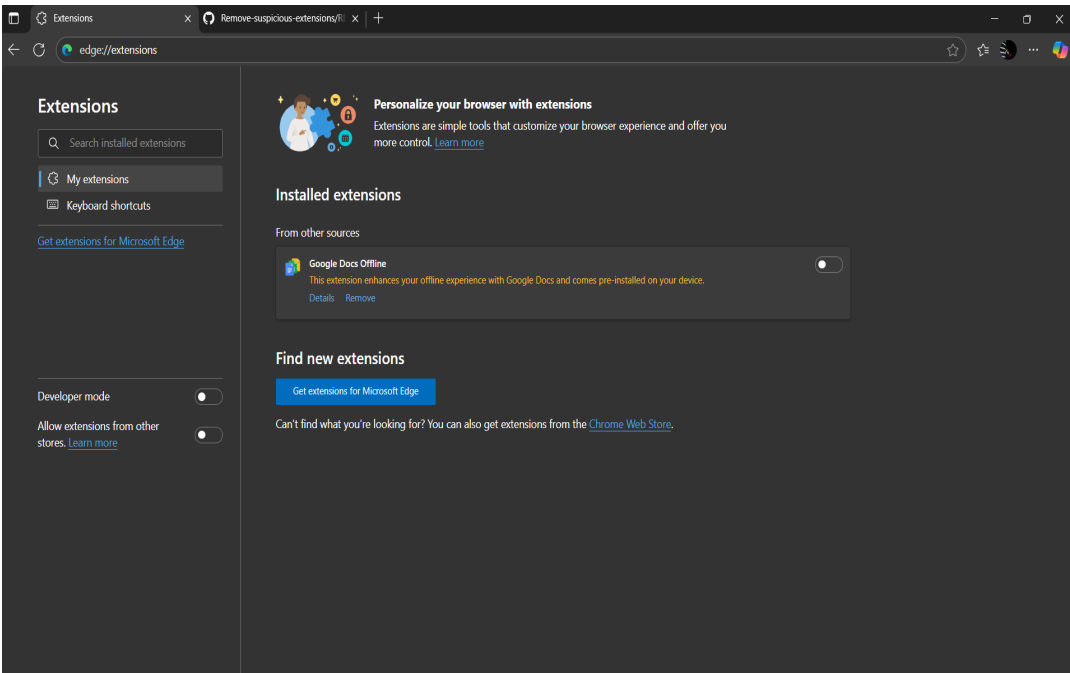 Extensions
Remove-suspicious-extensions/R
edge://extensions
Extensions
Search installed extensions
My extensions
Keyboard shortcuts
Get extensions for Microsoft Edge
Developer mode
Allow extensions from other
stores. Learn more
Personalize your browser with extensions
Extensions are simple tools that customize your browser experience and offer you
more control. Learn more
Installed extensions
From other sources
Google Docs Offline
This extension enhances your offline experience with Google Docs and comes pre-installed on your device.
Details Remove
Find new extensions
Get extensions for Microsoft Edge
Can't find what you're looking for? You can also get extensions from the Chrome Web Store.